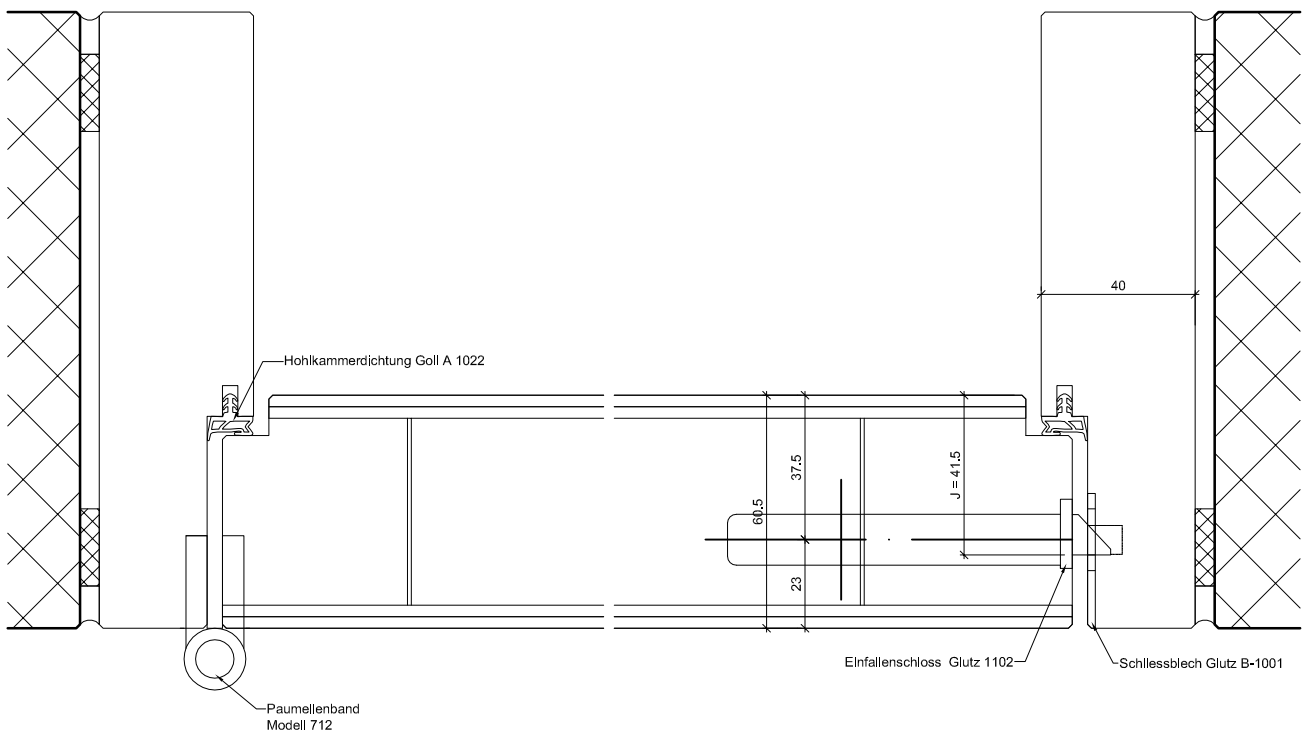 40
Hohlkammerdichtung Goll A 1022
37.5
J = 41.5
60.5
23
Einfallenschloss Glutz 1102
Schliessblech Glutz B-1001
Paumellenband
Modell 712